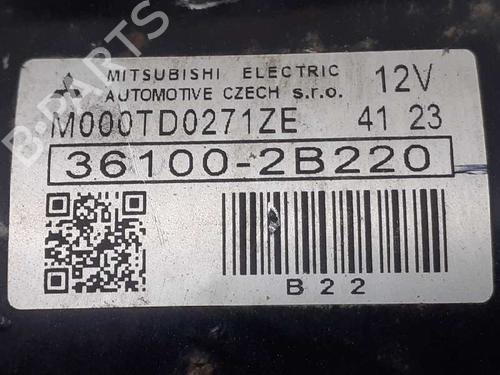 MITSUBISHI ELECTRIC 12V
AUTOMOTIVE CZECH s.r.o.
M000TD0271ZE 41 23
36100-2B220
B22
B-PARTS